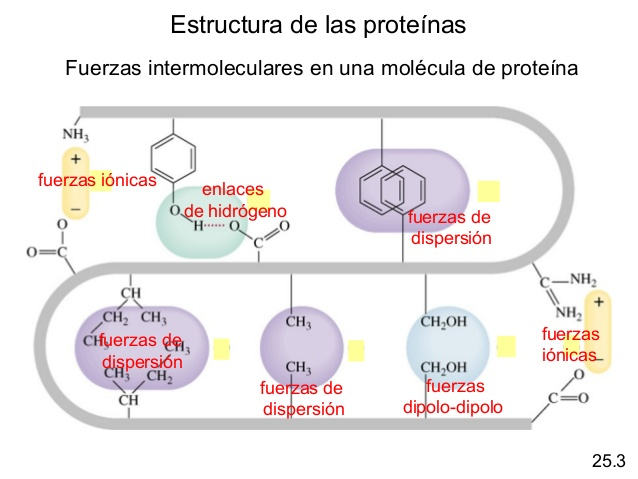 Estructura de las proteínas
Fuerzas intermoleculares en una molécula de proteína
NH3
+
fuerzas iónicas
–
O
O
C
enlaces
de hidrógeno
O
H
O
C
O
fuerzas de
dispersión
CH
CH2 CH3
CH3
fuerzas de
dispersión
CH3
CH3
CH2
CH
CH3
CH3
fuerzas de
dispersión
CH2OH
CH2OH
fuerzas
dipolo-dipolo
C NH2
NH2
+
fuerzas
iónicas
–
O
C O
25.3